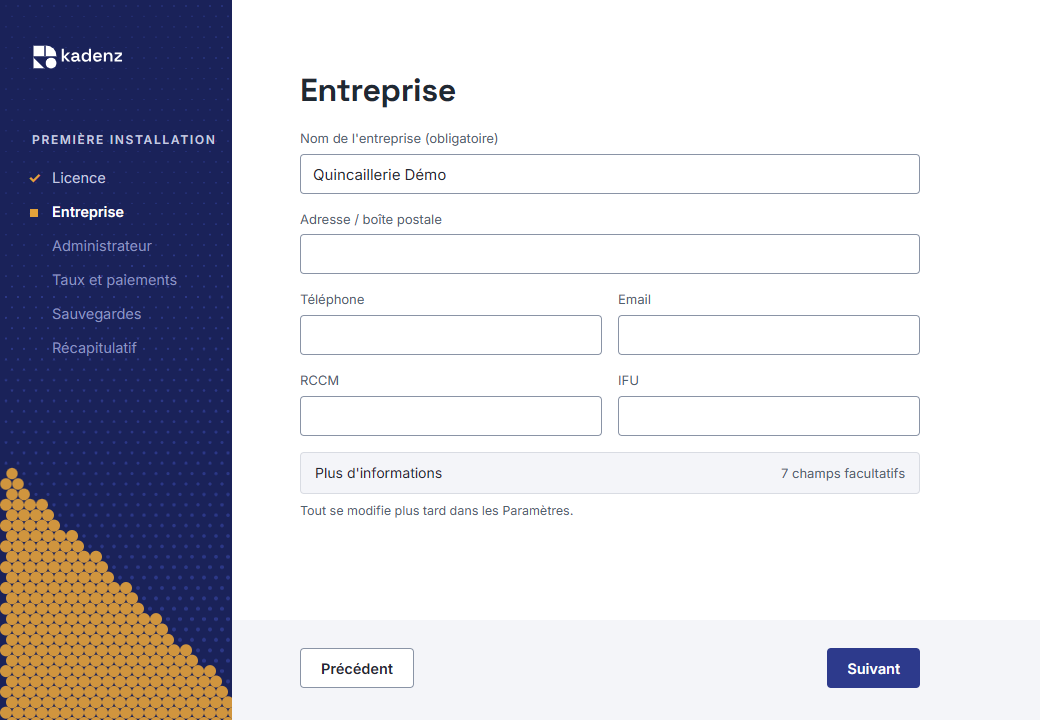 kadenz
PREMIÈRE INSTALLATION
Licence
Entreprise
Administrateur
Taux et paiements
Sauvegardes
Récapitulatif
Entreprise
Nom de l'entreprise (obligatoire)
Quincaillerie Démo
Adresse / boîte postale
Téléphone
Email
RCCM
IFU
Plus d'informations
7 champs facultatifs
Tout se modifie plus tard dans les Paramètres.
Précédent
Suivant